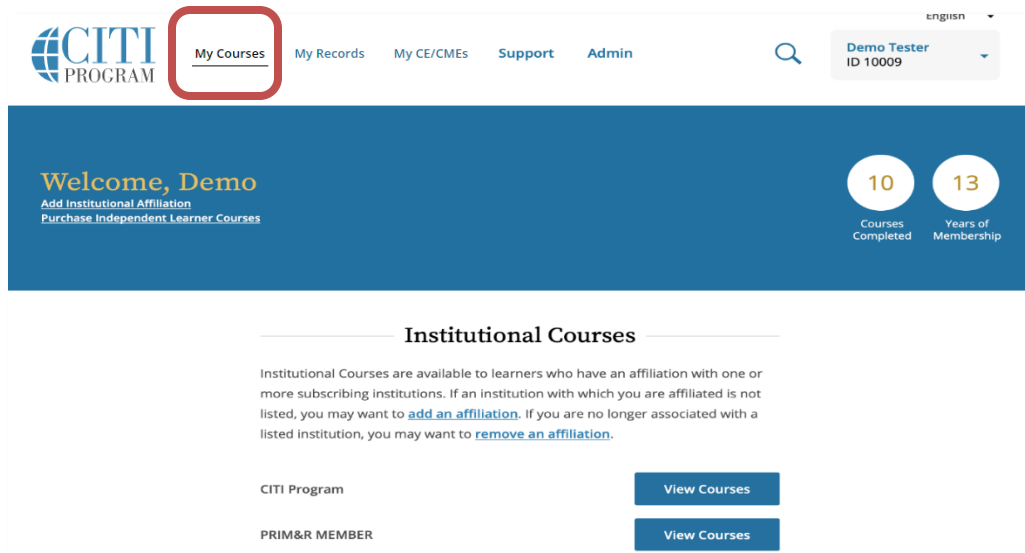 English
CITI
PROGRAM
My Courses My Records My CE/CMEs Support Admin
Demo Tester
ID 10009
Welcome, Demo
Add Institutional Affiliation
Purchase Independent Learner Courses
10
Courses
Completed
13
Years of
Membership
Institutional Courses
Institutional Courses are available to learners who have an affiliation with one or
more subscribing institutions. If an institution with which you are affiliated is not
listed, you may want to add an affiliation. If you are no longer associated with a
listed institution, you may want to remove an affiliation.
CITI Program View Courses
PRIM&R MEMBER View Courses